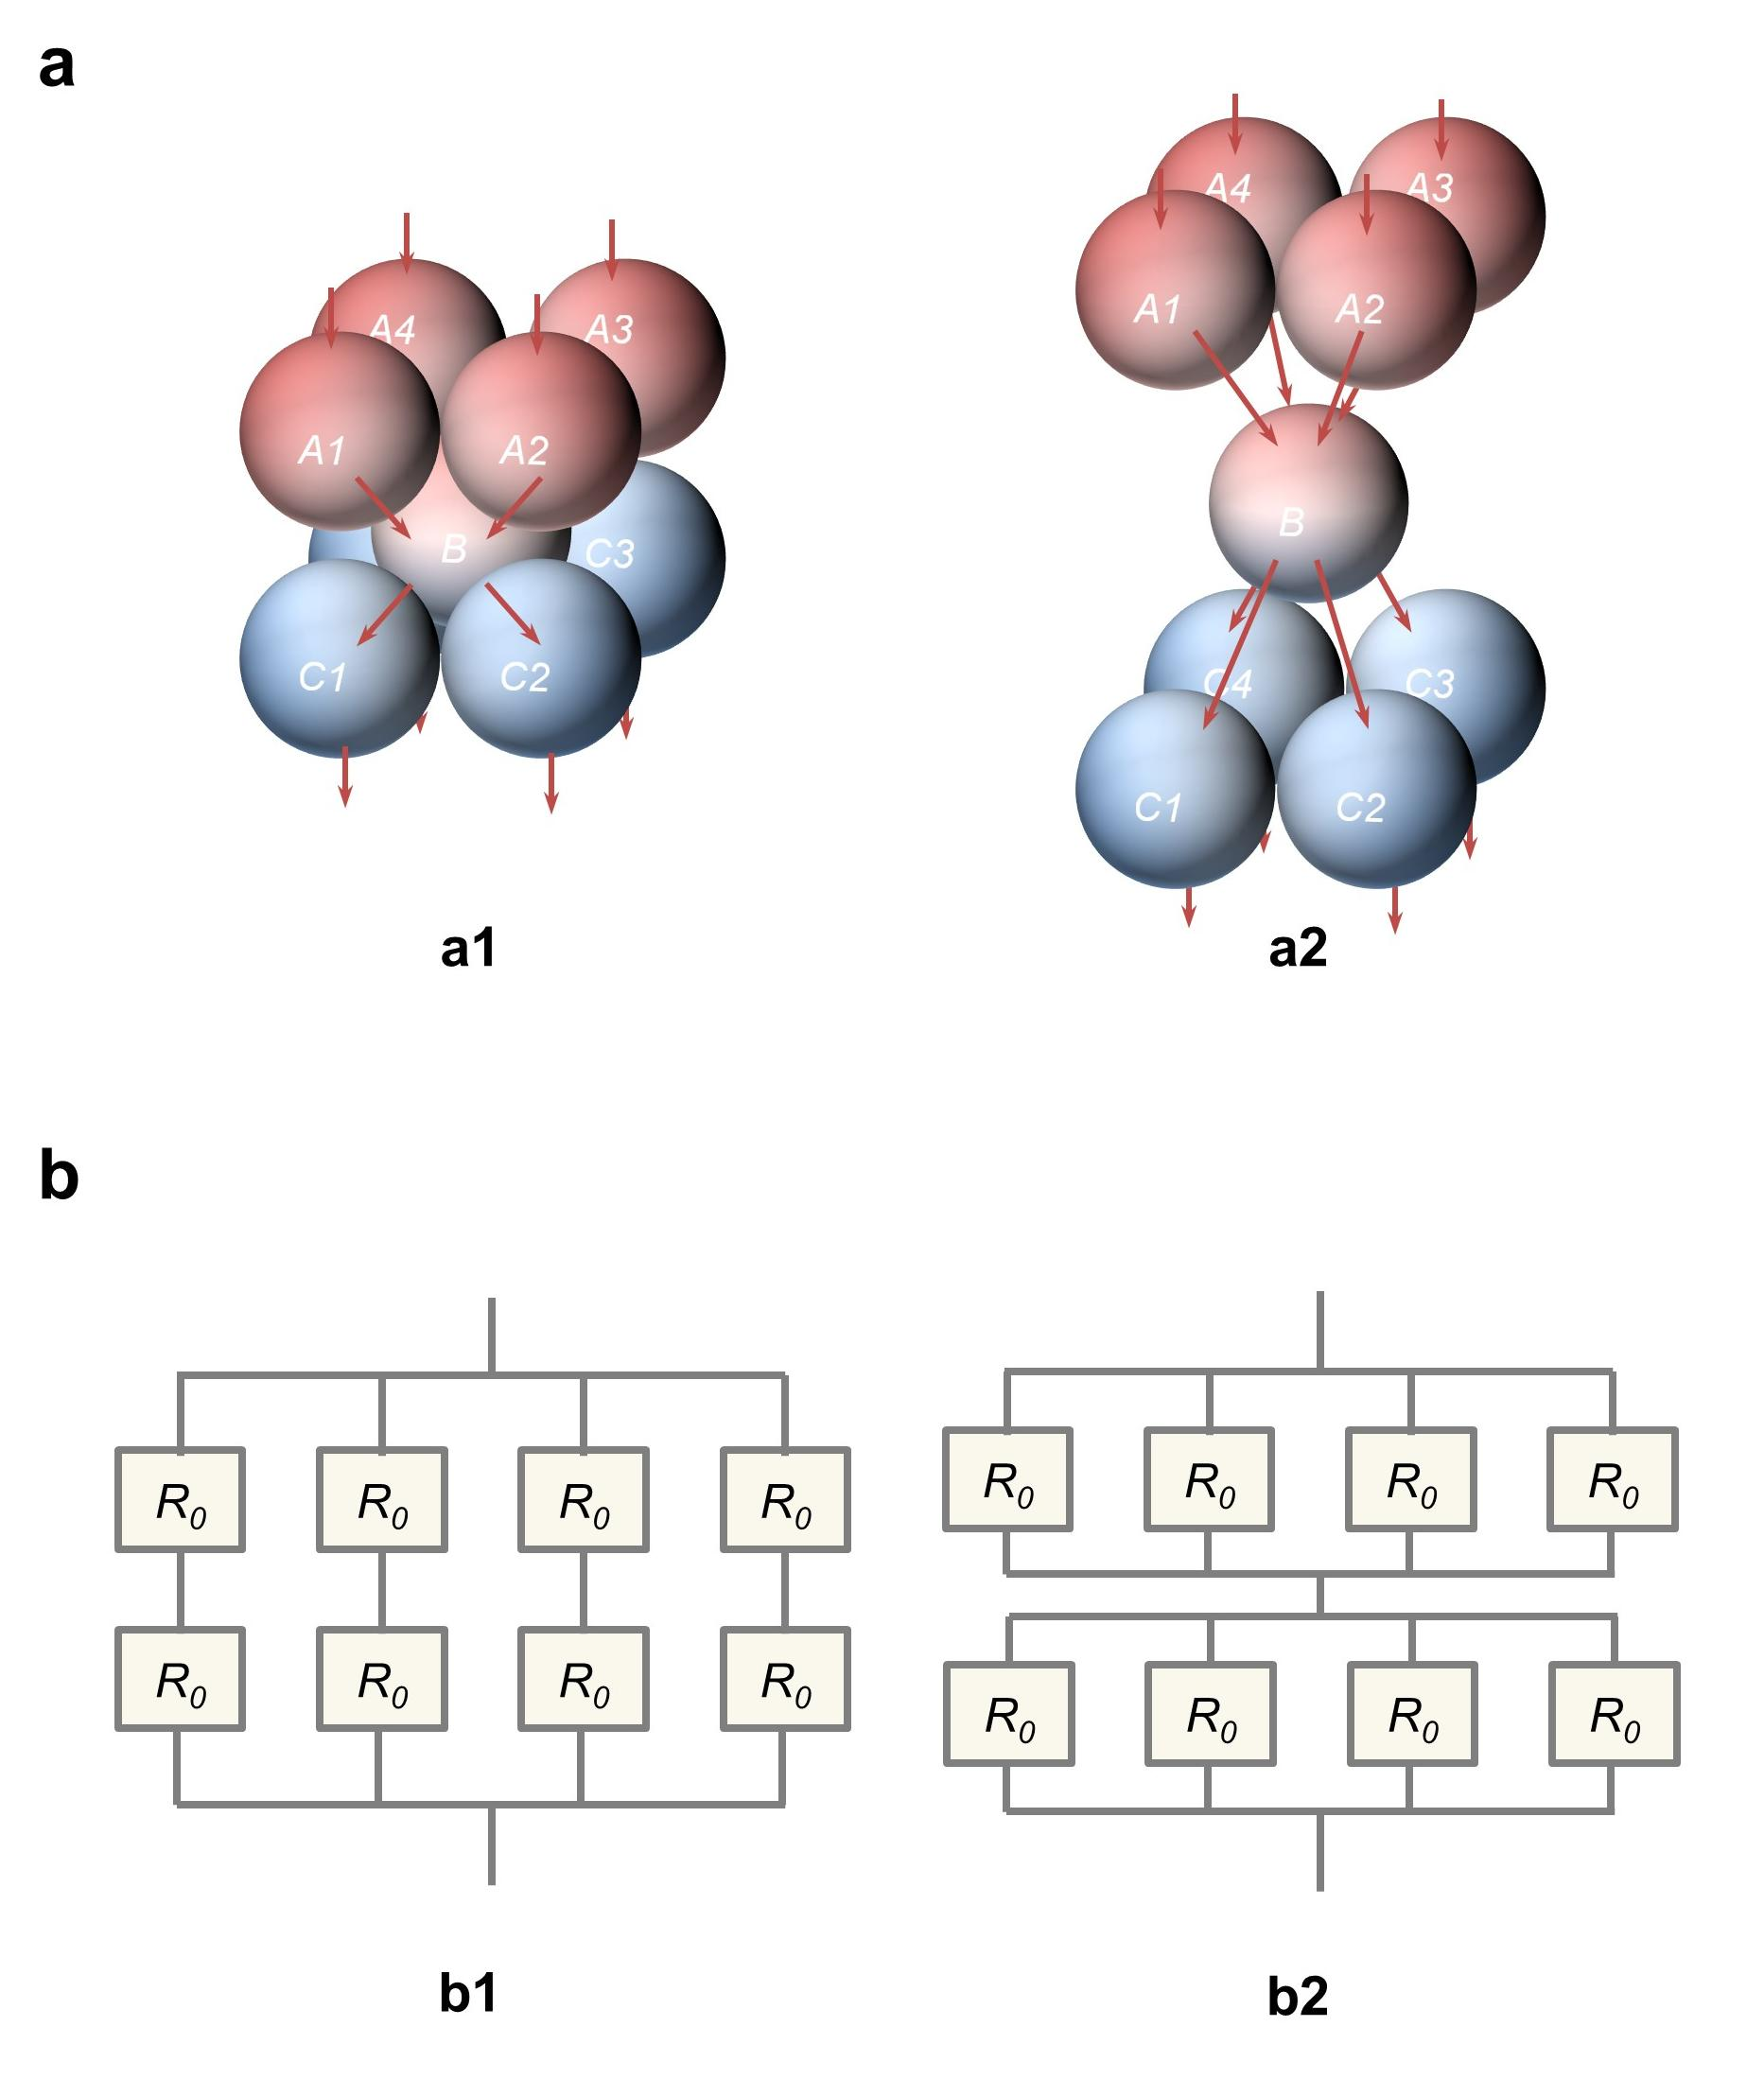 a
A4 A3
A1 A2
B C3
C1 C2
a1
A4 A3
A1 A2
B
C4 C3
C1 C2
a2
b
R0 R0 R0 R0
R0 R0 R0 R0
b1
R0 R0 R0 R0
R0 R0 R0 R0
b2